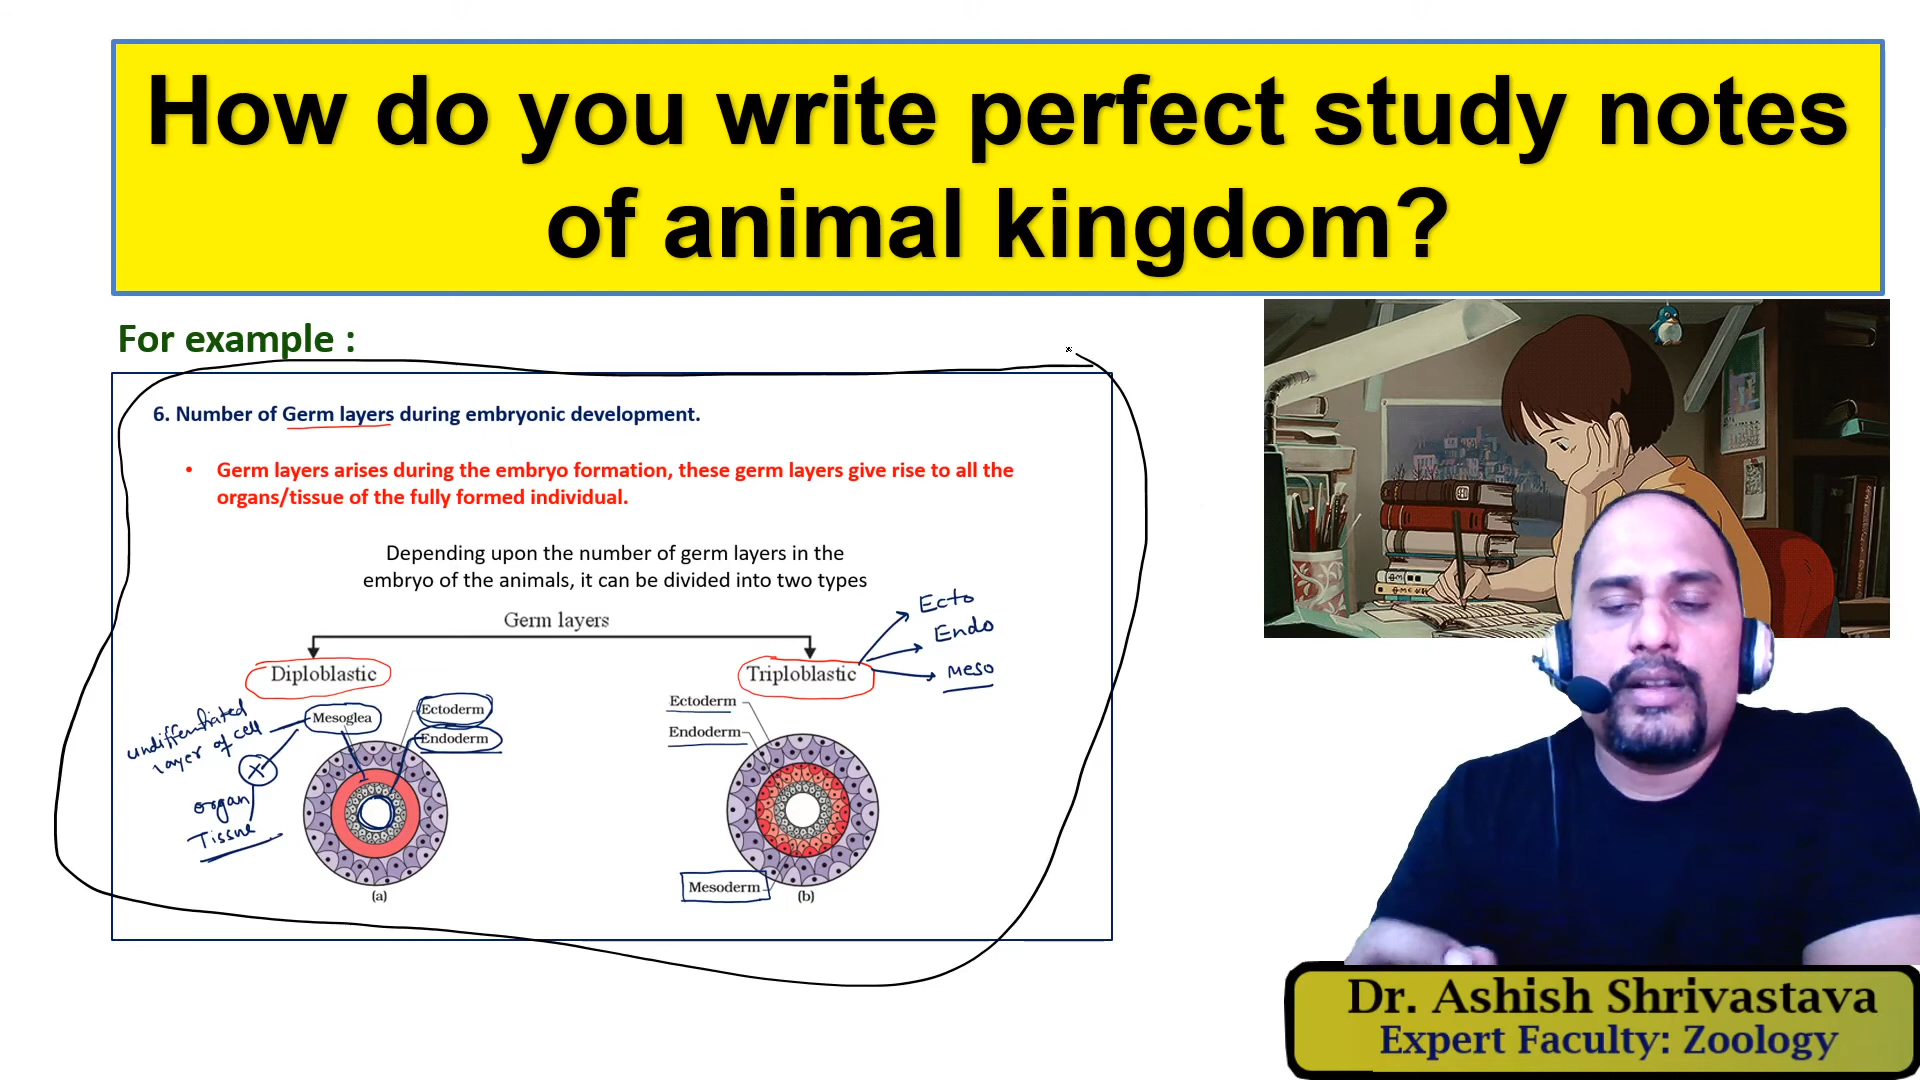 How do you write perfect study notes
of animal kingdom?
For example :
6. Number of Germ layers during embryonic development.
• Germ layers arises during the embryo formation, these germ layers give rise to all the
organs/tissue of the fully formed individual.
Depending upon the number of germ layers in the
embryo of the animals, it can be divided into two types
Germ layers
Diploblastic
Triploblastic
Ecto
Endo
meso
undifferntiated
layer of cell
X
organ
Tissue
Mesoglea
Ectoderm
Endoderm
(a)
Ectoderm
Endoderm
Mesoderm
(b)
Dr. Ashish Shrivastava
Expert Faculty: Zoology